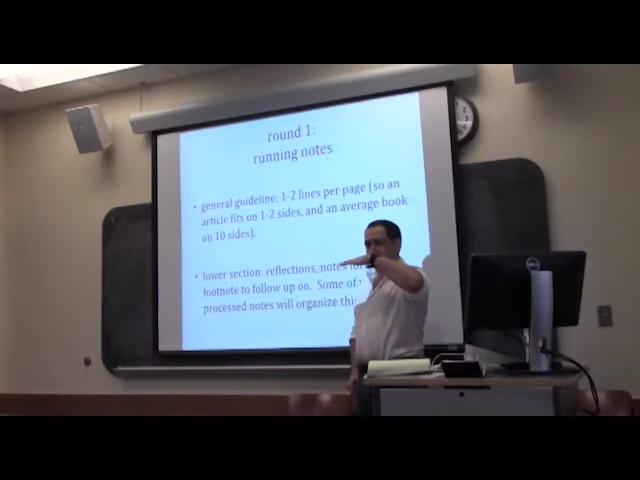 round 1:
running notes
• general guideline: 1-2 lines per page (so an
article fits on 1-2 sides, and an average book
on 10 sides).
• lower section: reflections, notes for
footnote to follow up on. Some of
processed notes will organize this
DELL